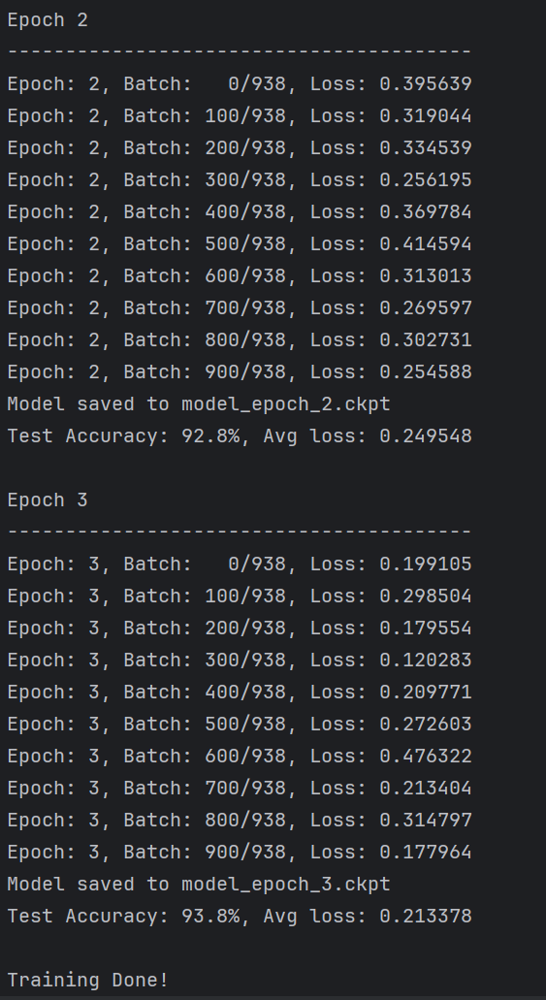 Epoch 2
----------------------------------------
Epoch: 2, Batch:   0/938, Loss: 0.395639
Epoch: 2, Batch: 100/938, Loss: 0.319044
Epoch: 2, Batch: 200/938, Loss: 0.334539
Epoch: 2, Batch: 300/938, Loss: 0.256195
Epoch: 2, Batch: 400/938, Loss: 0.369784
Epoch: 2, Batch: 500/938, Loss: 0.414594
Epoch: 2, Batch: 600/938, Loss: 0.313013
Epoch: 2, Batch: 700/938, Loss: 0.269597
Epoch: 2, Batch: 800/938, Loss: 0.302731
Epoch: 2, Batch: 900/938, Loss: 0.254588
Model saved to model_epoch_2.ckpt
Test Accuracy: 92.8%, Avg loss: 0.249548

Epoch 3
----------------------------------------
Epoch: 3, Batch:   0/938, Loss: 0.199105
Epoch: 3, Batch: 100/938, Loss: 0.298504
Epoch: 3, Batch: 200/938, Loss: 0.179554
Epoch: 3, Batch: 300/938, Loss: 0.120283
Epoch: 3, Batch: 400/938, Loss: 0.209771
Epoch: 3, Batch: 500/938, Loss: 0.272603
Epoch: 3, Batch: 600/938, Loss: 0.476322
Epoch: 3, Batch: 700/938, Loss: 0.213404
Epoch: 3, Batch: 800/938, Loss: 0.314797
Epoch: 3, Batch: 900/938, Loss: 0.177964
Model saved to model_epoch_3.ckpt
Test Accuracy: 93.8%, Avg loss: 0.213378

Training Done!